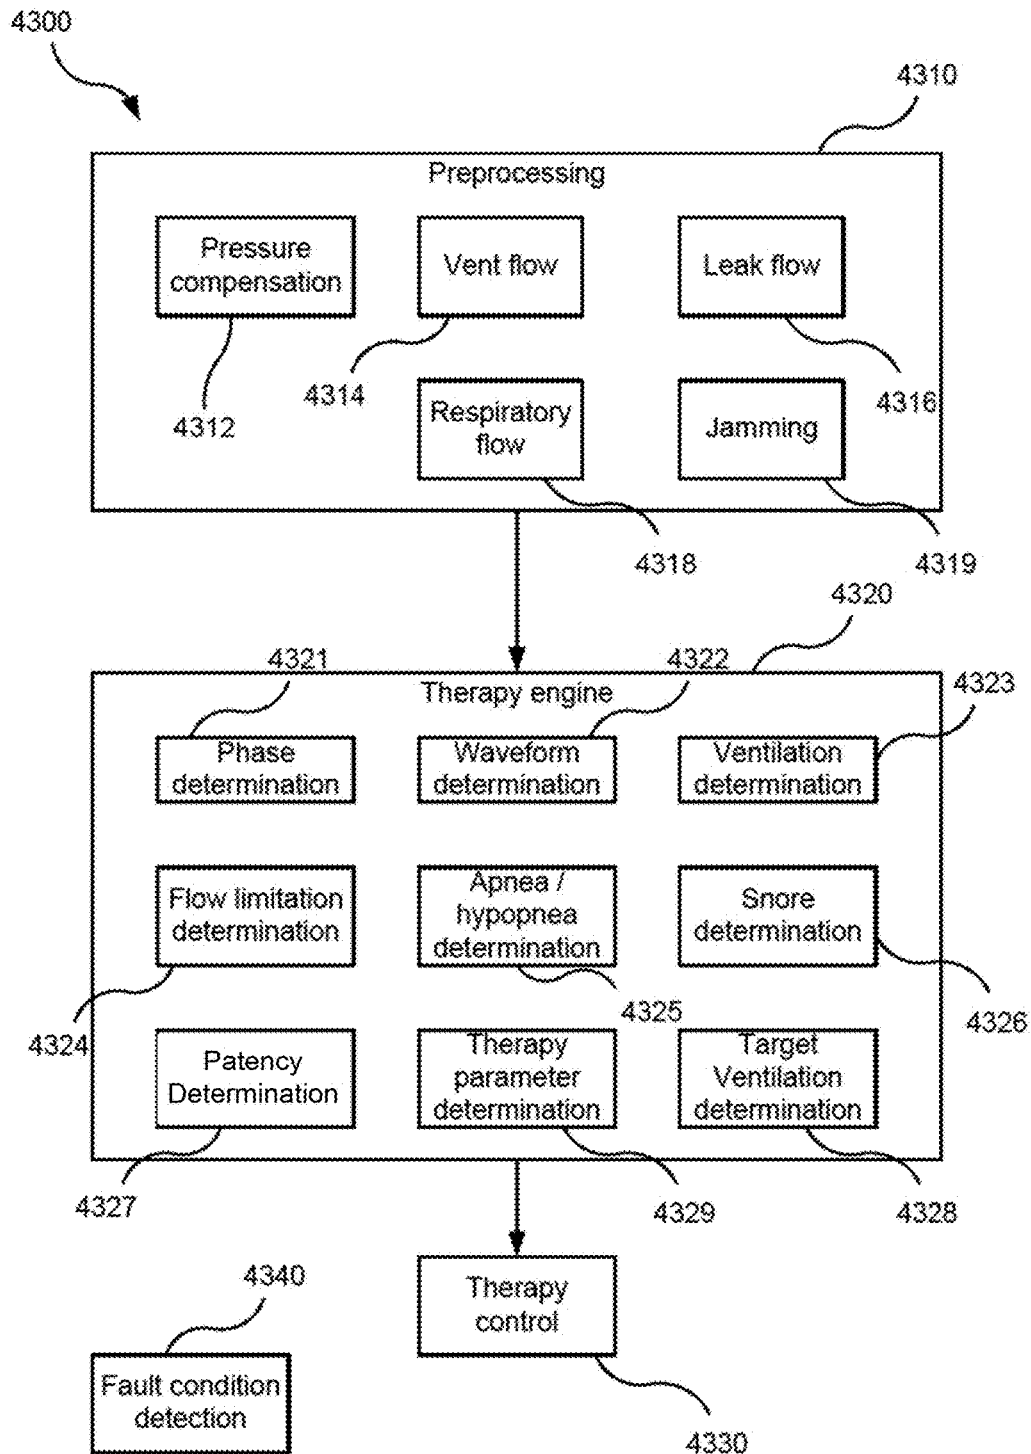 4300
4310
Preprocessing
Pressure
compensation
Vent flow
Leak flow
4312
4314
4316
Respiratory
flow
Jamming
4318
4319
4320
4321
4322
4323
Therapy engine
Phase
determination
Waveform
determination
Ventilation
determination
Flow limitation
determination
Apnea /
hypopnea
determination
Snore
determination
4324
4325
4326
Patency
Determination
Therapy
parameter
determination
Target
Ventilation
determination
4327
4329
4328
Therapy
control
4340
Fault condition
detection
4330